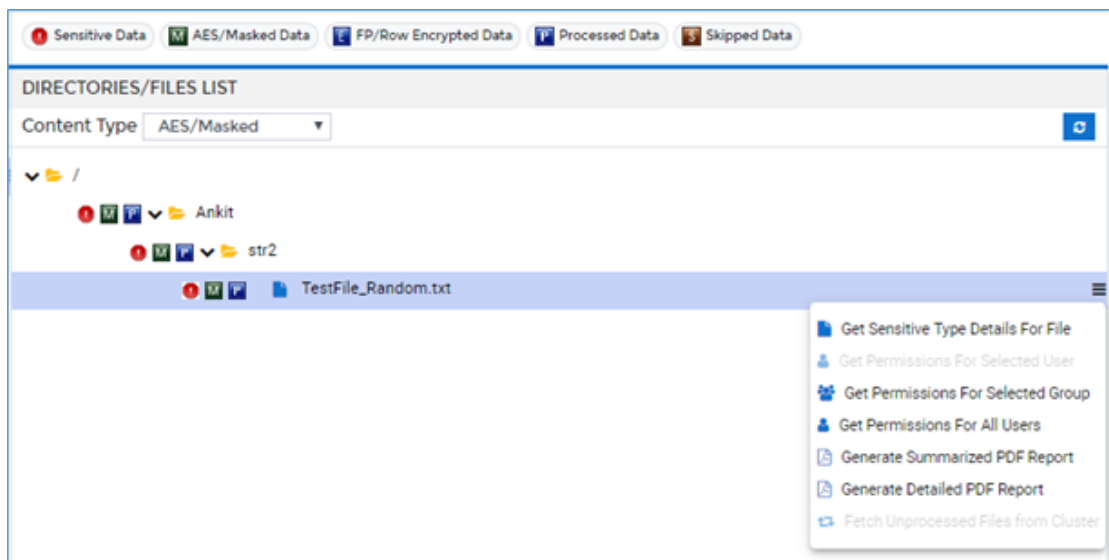 Sensitive Data AES/Masked Data FP/Row Encrypted Data Processed Data Skipped Data
DIRECTORIES/FILES LIST
Content Type AES/Masked
/
M P Ankit
M P str2
M P TestFile_Random.txt
Get Sensitive Type Details For File
Get Permissions For Selected User
Get Permissions For Selected Group
Get Permissions For All Users
Generate Summarized PDF Report
Generate Detailed PDF Report
Fetch Unprocessed Files from Cluster